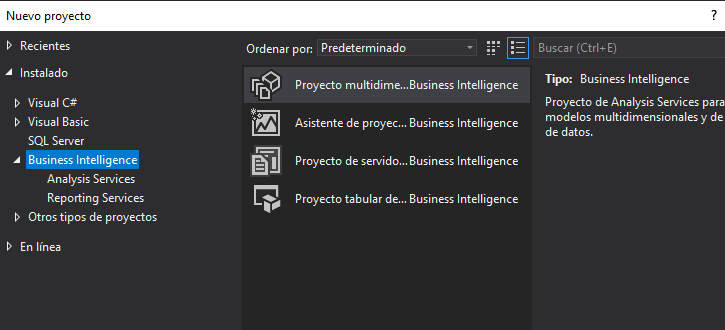 Nuevo proyecto ?
Recientes
Instalado
Visual C#
Visual Basic
SQL Server
Business Intelligence
Analysis Services
Reporting Services
Otros tipos de proyectos
En línea
Ordenar por: Predeterminado
Proyecto multidime... Business Intelligence
Asistente de proyec... Business Intelligence
Proyecto de servido... Business Intelligence
Proyecto tabular de... Business Intelligence
Buscar (Ctrl+E)
Tipo: Business Intelligence
Proyecto de Analysis Services para
modelos multidimensionales y de
de datos.